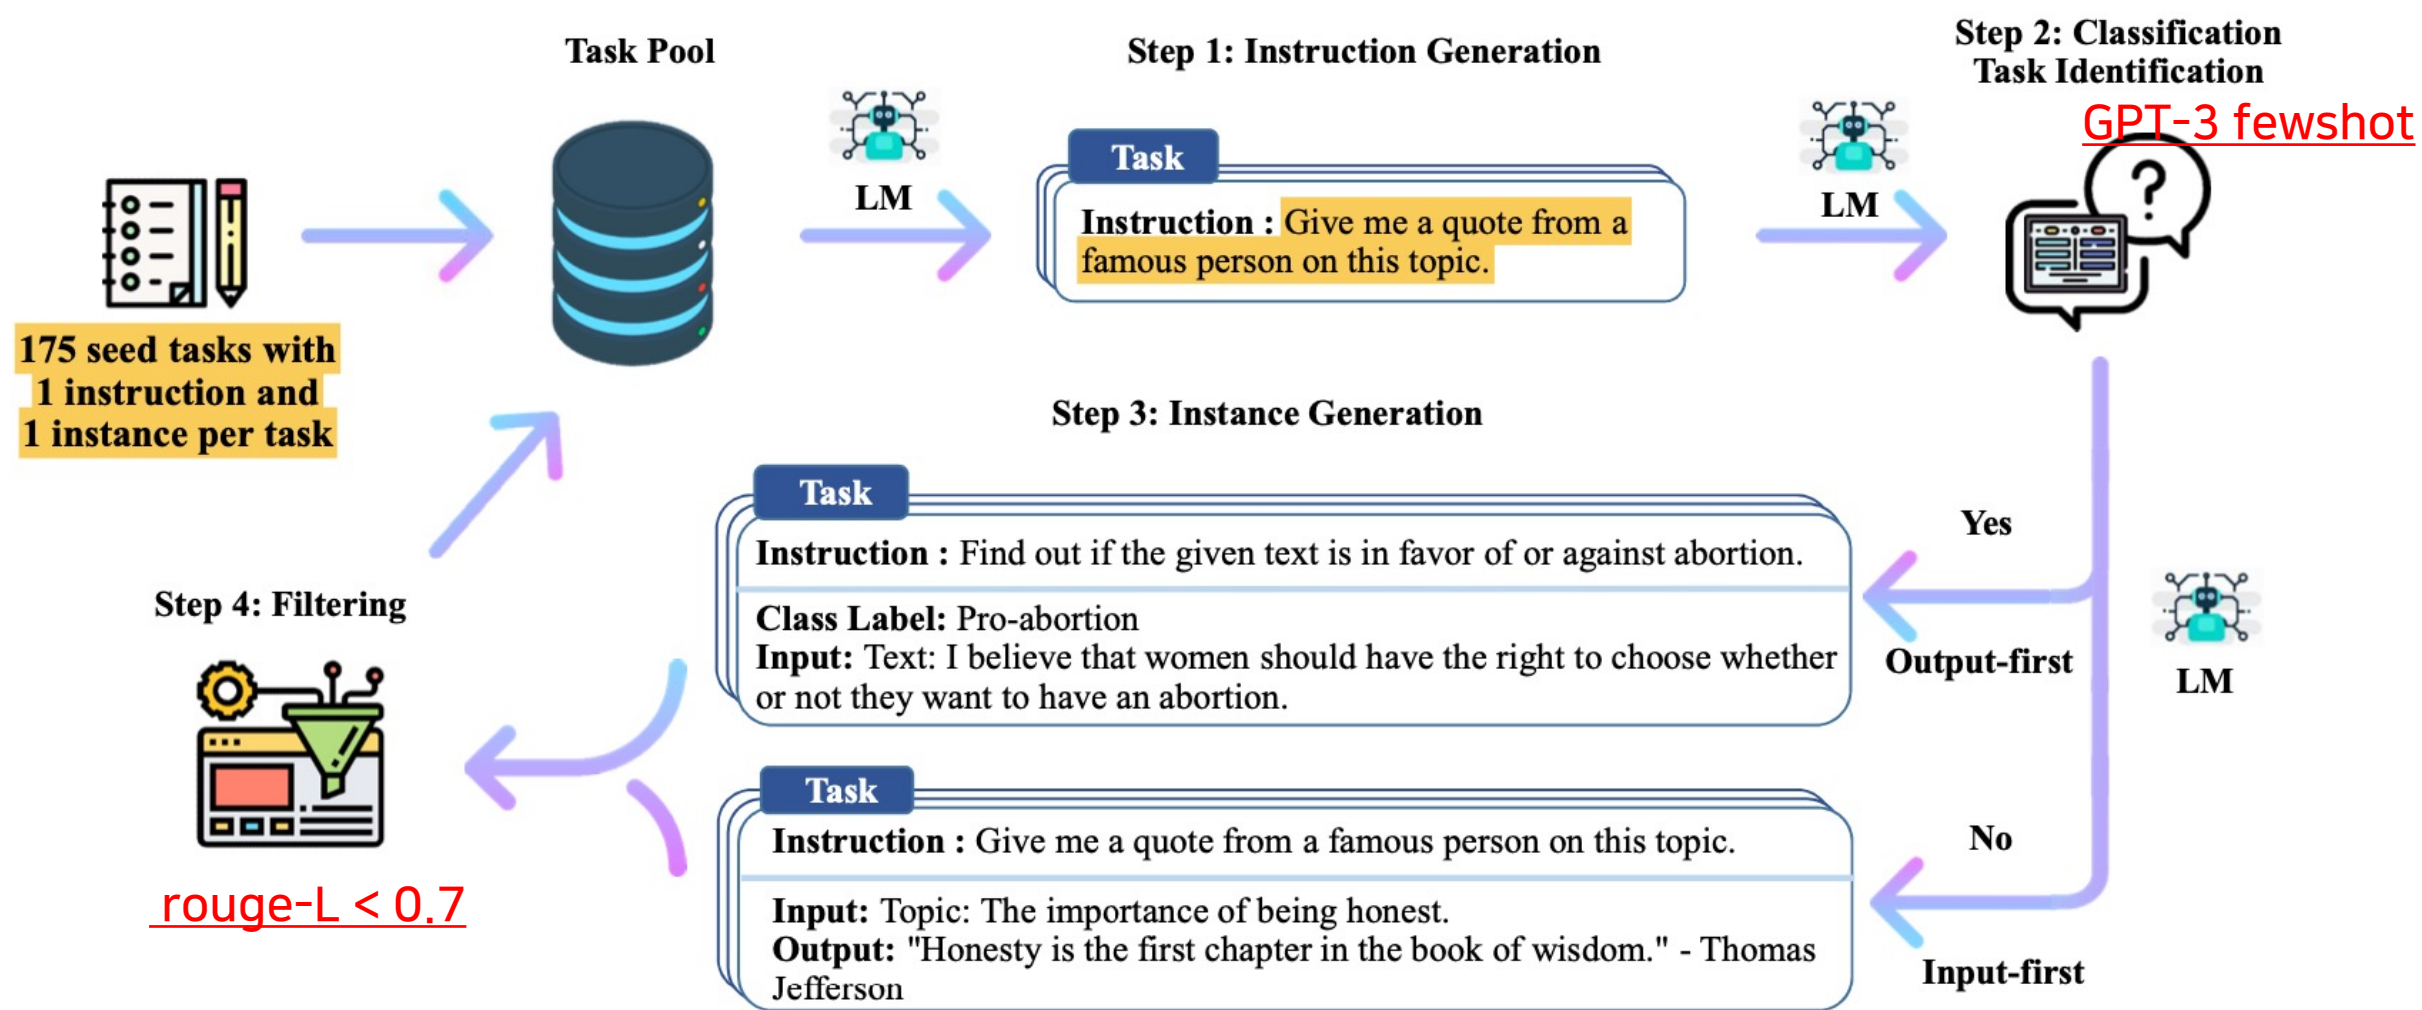 Task Pool
LM
Step 1: Instruction Generation
Task
Instruction : Give me a quote from a
famous person on this topic.
LM
Step 2: Classification
Task Identification
GPT-3 fewshot
175 seed tasks with
1 instruction and
1 instance per task
Step 3: Instance Generation
Task
Instruction : Find out if the given text is in favor of or against abortion.
Class Label: Pro-abortion
Input: Text: I believe that women should have the right to choose whether
or not they want to have an abortion.
Yes
Output-first
LM
Task
Instruction : Give me a quote from a famous person on this topic.
Input: Topic: The importance of being honest.
Output: "Honesty is the first chapter in the book of wisdom." - Thomas
Jefferson
No
Input-first
Step 4: Filtering
rouge-L < 0.7